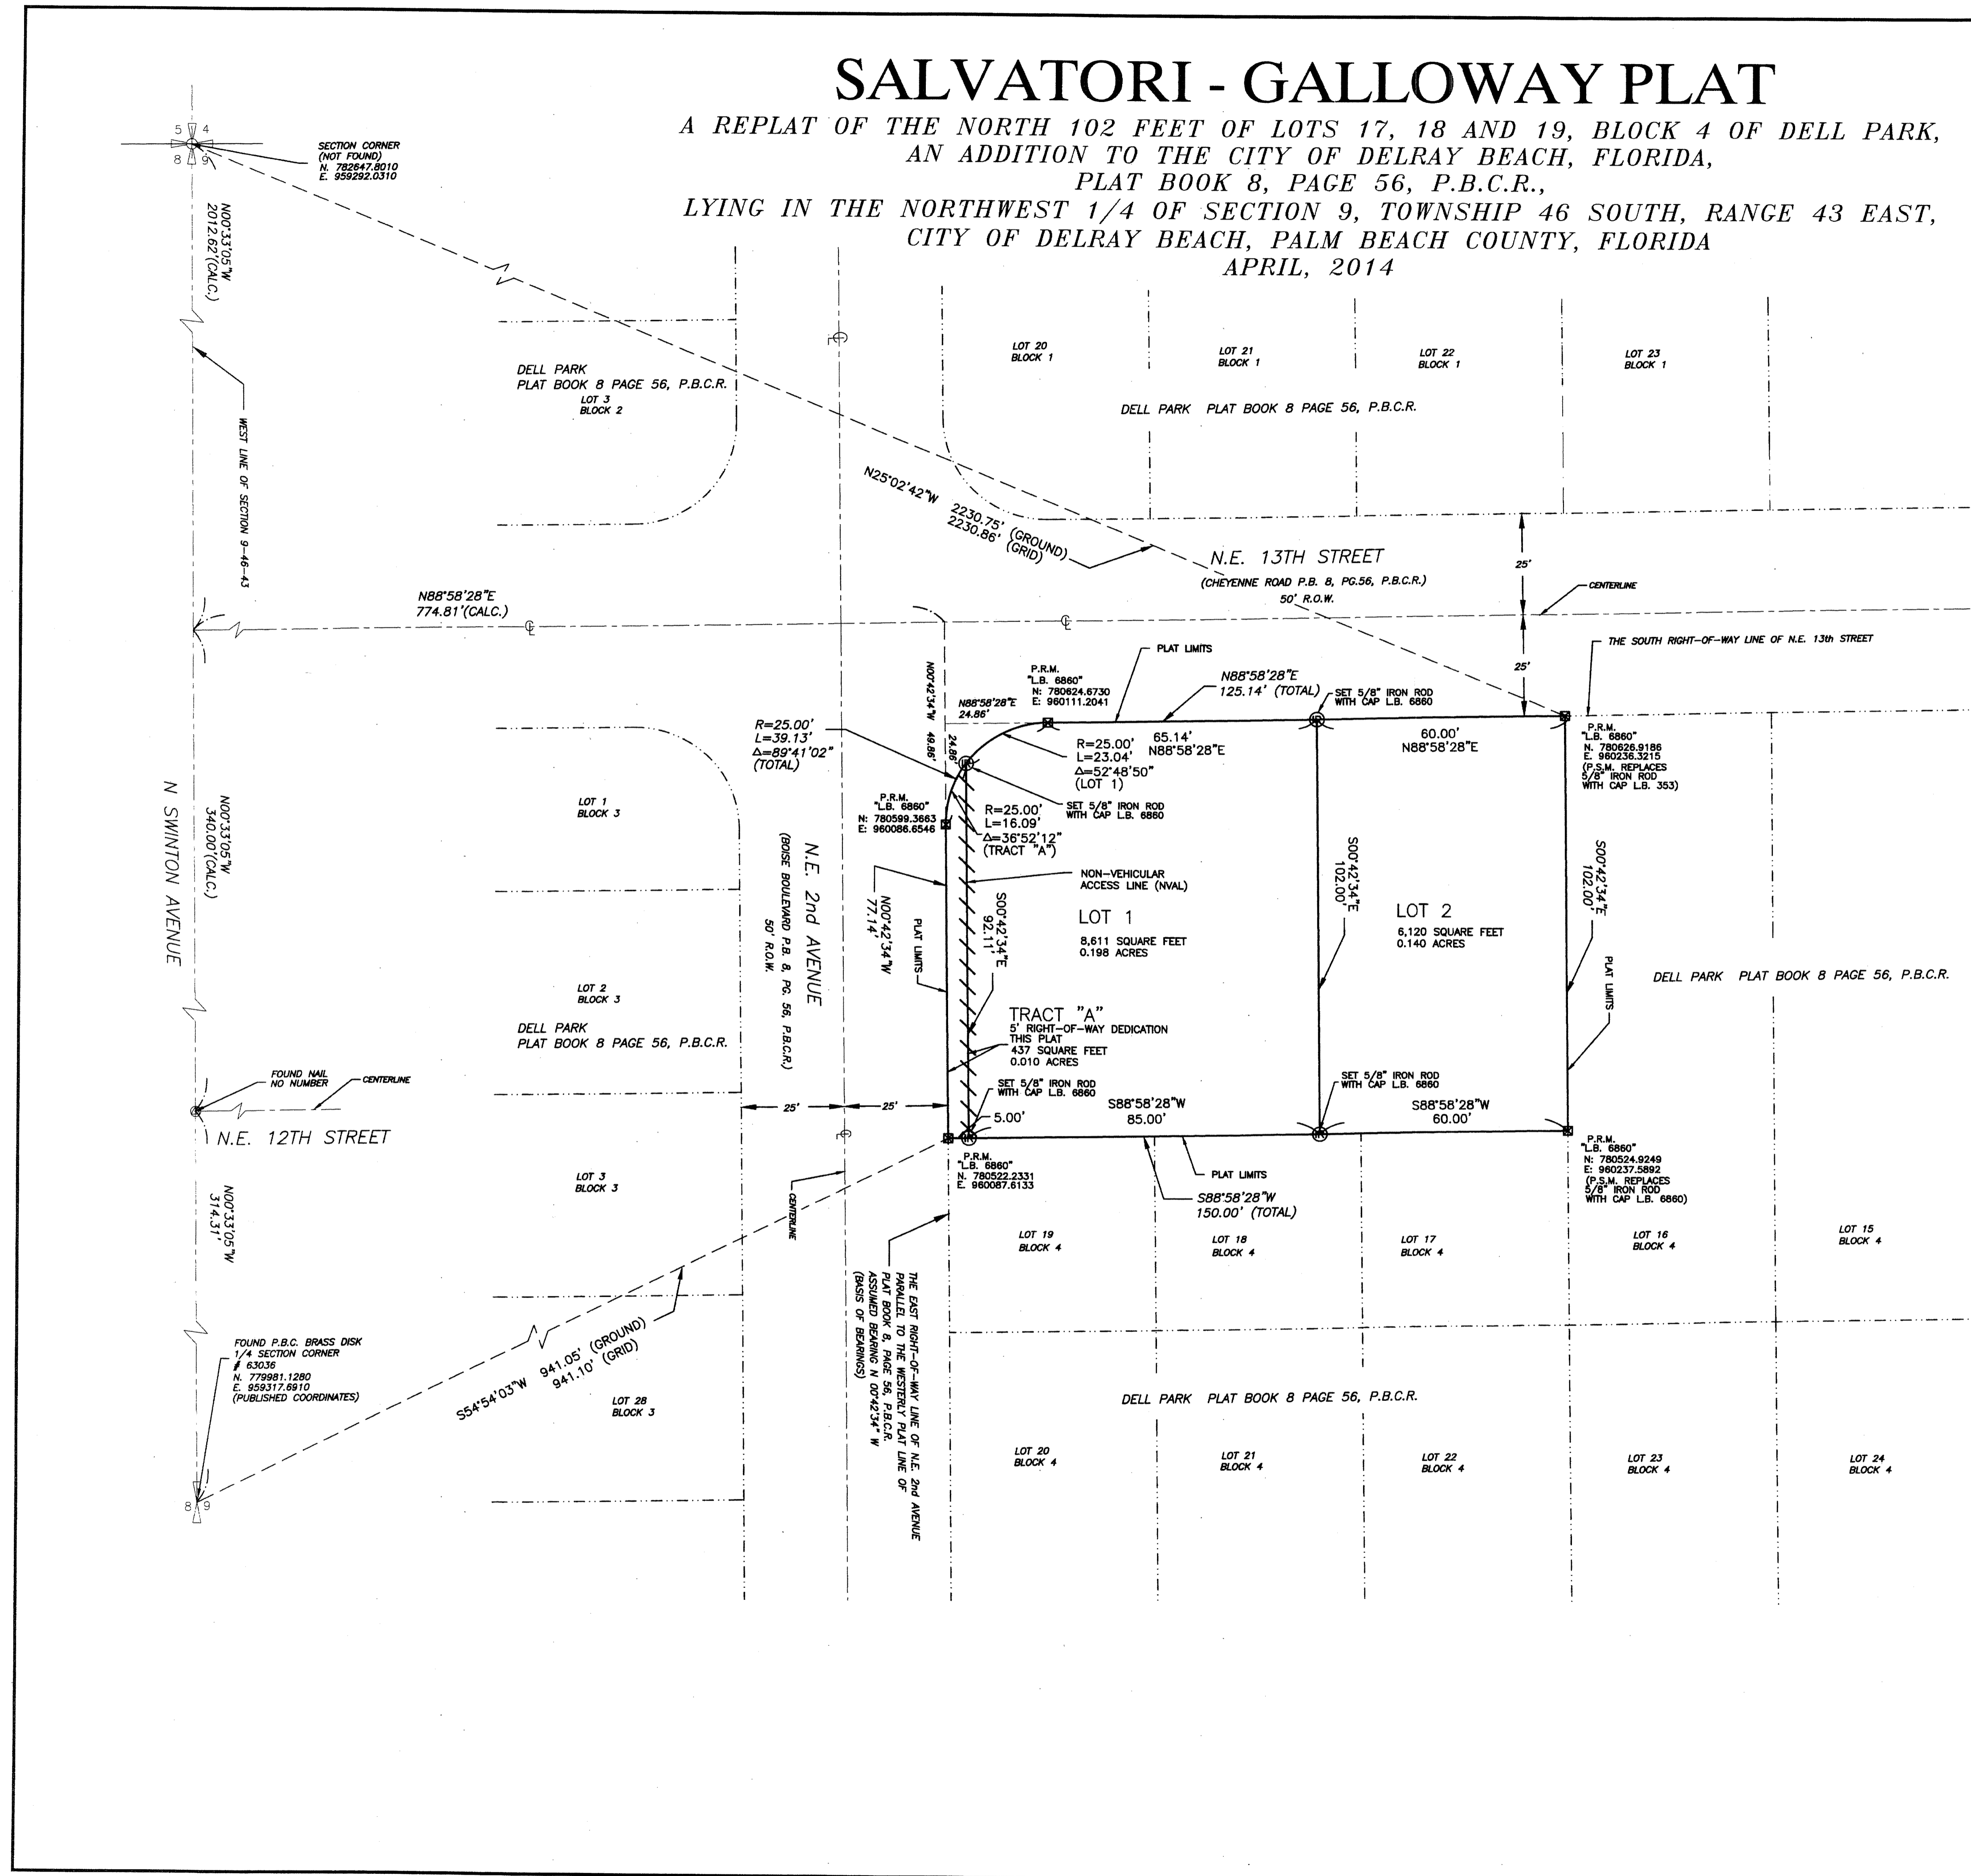 SALVATORI - GALLOWAY PLAT
A REPLAT OF THE NORTH 102 FEET OF LOTS 17, 18 AND 19, BLOCK 4 OF DELL PARK,
AN ADDITION TO THE CITY OF DELRAY BEACH, FLORIDA,
PLAT BOOK 8, PAGE 56, P.B.C.R.,
LYING IN THE NORTHWEST 1/4 OF SECTION 9, TOWNSHIP 46 SOUTH, RANGE 43 EAST,
CITY OF DELRAY BEACH, PALM BEACH COUNTY, FLORIDA
APRIL, 2014
5 4
8 9
SECTION CORNER
(NOT FOUND)
N. 782647.8010
E. 959292.0310
N00°33'05"W
2012.62'(CALC.)
WEST LINE OF SECTION 9-46-43
DELL PARK
PLAT BOOK 8 PAGE 56, P.B.C.R.
LOT 3
BLOCK 2
LOT 20
BLOCK 1
LOT 21
BLOCK 1
LOT 22
BLOCK 1
LOT 23
BLOCK 1
DELL PARK PLAT BOOK 8 PAGE 56, P.B.C.R.
N25°02'42"W 2230.75' (GROUND)
2230.86' (GRID)
N.E. 13TH STREET
(CHEYENNE ROAD P.B. 8, PG.56, P.B.C.R.)
50' R.O.W.
25'
CENTERLINE
N88°58'28"E
774.81'(CALC.)
THE SOUTH RIGHT-OF-WAY LINE OF N.E. 13th STREET
25'
PLAT LIMITS
P.R.M.
"L.B. 6860"
N: 780624.6730
E: 960111.2041
N88°58'28"E
125.14' (TOTAL)
SET 5/8" IRON ROD
WITH CAP L.B. 6860
N00°42'34"W 49.86'
N88°58'28"E
24.86'
24.86'
R=25.00'
L=39.13'
Δ=89°41'02"
(TOTAL)
R=25.00'
L=23.04'
Δ=52°48'50"
(LOT 1)
65.14'
N88°58'28"E
60.00'
N88°58'28"E
P.R.M.
"L.B. 6860"
N. 780626.9186
E. 960236.3215
(P.S.M. REPLACES
5/8" IRON ROD
WITH CAP L.B. 353)
P.R.M.
"L.B. 6860"
N: 780599.3663
E: 960086.6546
SET 5/8" IRON ROD
WITH CAP L.B. 6860
R=25.00'
L=16.09'
Δ=36°52'12"
(TRACT "A")
LOT 1
BLOCK 3
N SWINTON AVENUE
N00°33'05"W
340.00'(CALC.)
N.E. 2nd AVENUE
(BOISE BOULEVARD P.B. 8, PG. 56, P.B.C.R.)
50' R.O.W.
N00°42'34"W
77.14'
PLAT LIMITS
NON-VEHICULAR
ACCESS LINE (NVAL)
S00°42'34"E
92.11'
LOT 1
8,611 SQUARE FEET
0.198 ACRES
S00°42'34"E
102.00'
LOT 2
6,120 SQUARE FEET
0.140 ACRES
S00°42'34"E
102.00'
PLAT LIMITS
DELL PARK PLAT BOOK 8 PAGE 56, P.B.C.R.
LOT 2
BLOCK 3
DELL PARK
PLAT BOOK 8 PAGE 56, P.B.C.R.
TRACT "A"
5' RIGHT-OF-WAY DEDICATION
THIS PLAT
437 SQUARE FEET
0.010 ACRES
FOUND NAIL
NO NUMBER
CENTERLINE
N.E. 12TH STREET
25'
25'
SET 5/8" IRON ROD
WITH CAP L.B. 6860
5.00'
S88°58'28"W
85.00'
SET 5/8" IRON ROD
WITH CAP L.B. 6860
S88°58'28"W
60.00'
P.R.M.
"L.B. 6860"
N. 780522.2331
E. 960087.6133
PLAT LIMITS
S88°58'28"W
150.00' (TOTAL)
P.R.M.
"L.B. 6860"
N: 780524.9249
E: 960237.5892
(P.S.M. REPLACES
5/8" IRON ROD
WITH CAP L.B. 6860)
LOT 3
BLOCK 3
CENTERLINE
N00°33'05"W
314.31'
LOT 19
BLOCK 4
LOT 18
BLOCK 4
LOT 17
BLOCK 4
LOT 16
BLOCK 4
LOT 15
BLOCK 4
THE EAST RIGHT-OF-WAY LINE OF N.E. 2nd AVENUE
PARALLEL TO THE WESTERLY PLAT LINE OF
PLAT BOOK 8, PAGE 56, P.B.C.R.
ASSUMED BEARING N 00°42'34" W
(BASIS OF BEARINGS)
FOUND P.B.C. BRASS DISK
1/4 SECTION CORNER
# 63036
N. 779981.1280
E. 959317.6910
(PUBLISHED COORDINATES)
S54°54'03"W 941.05' (GROUND)
941.10' (GRID)
LOT 28
BLOCK 3
DELL PARK PLAT BOOK 8 PAGE 56, P.B.C.R.
LOT 20
BLOCK 4
LOT 21
BLOCK 4
LOT 22
BLOCK 4
LOT 23
BLOCK 4
LOT 24
BLOCK 4
8 9